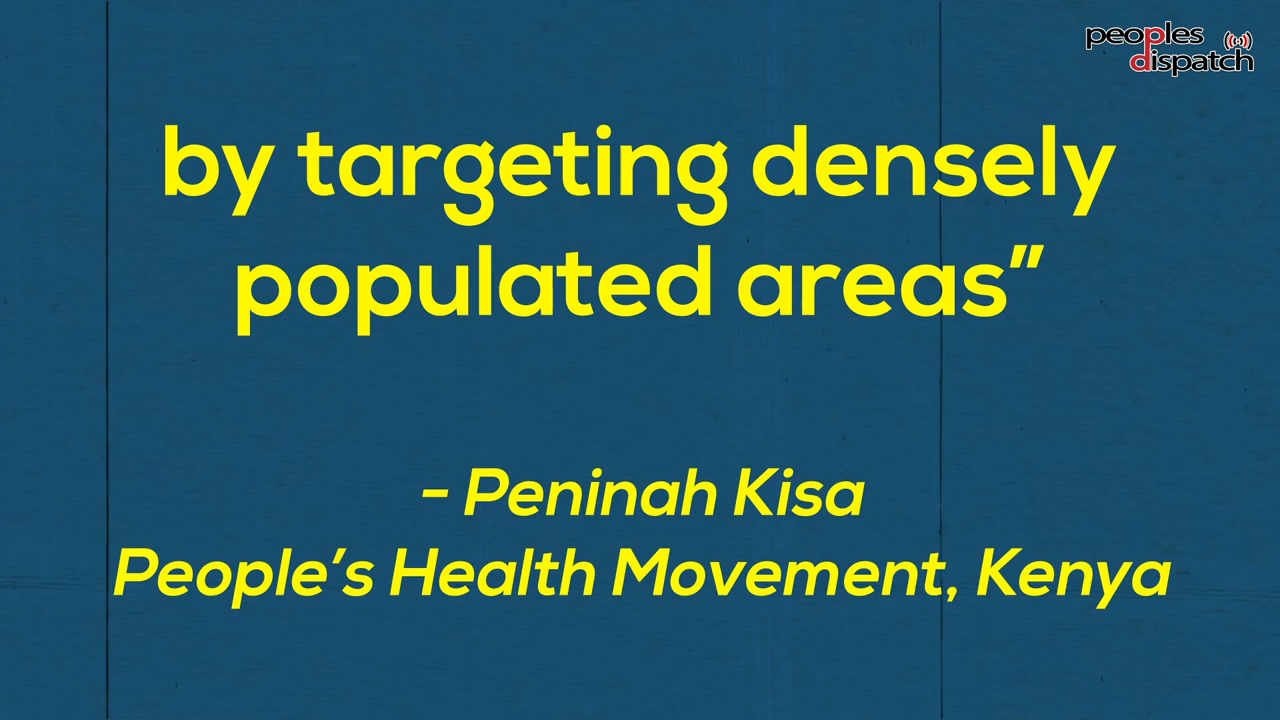 peoples
dispatch
by targeting densely
populated areas”
- Peninah Kisa
People’s Health Movement, Kenya